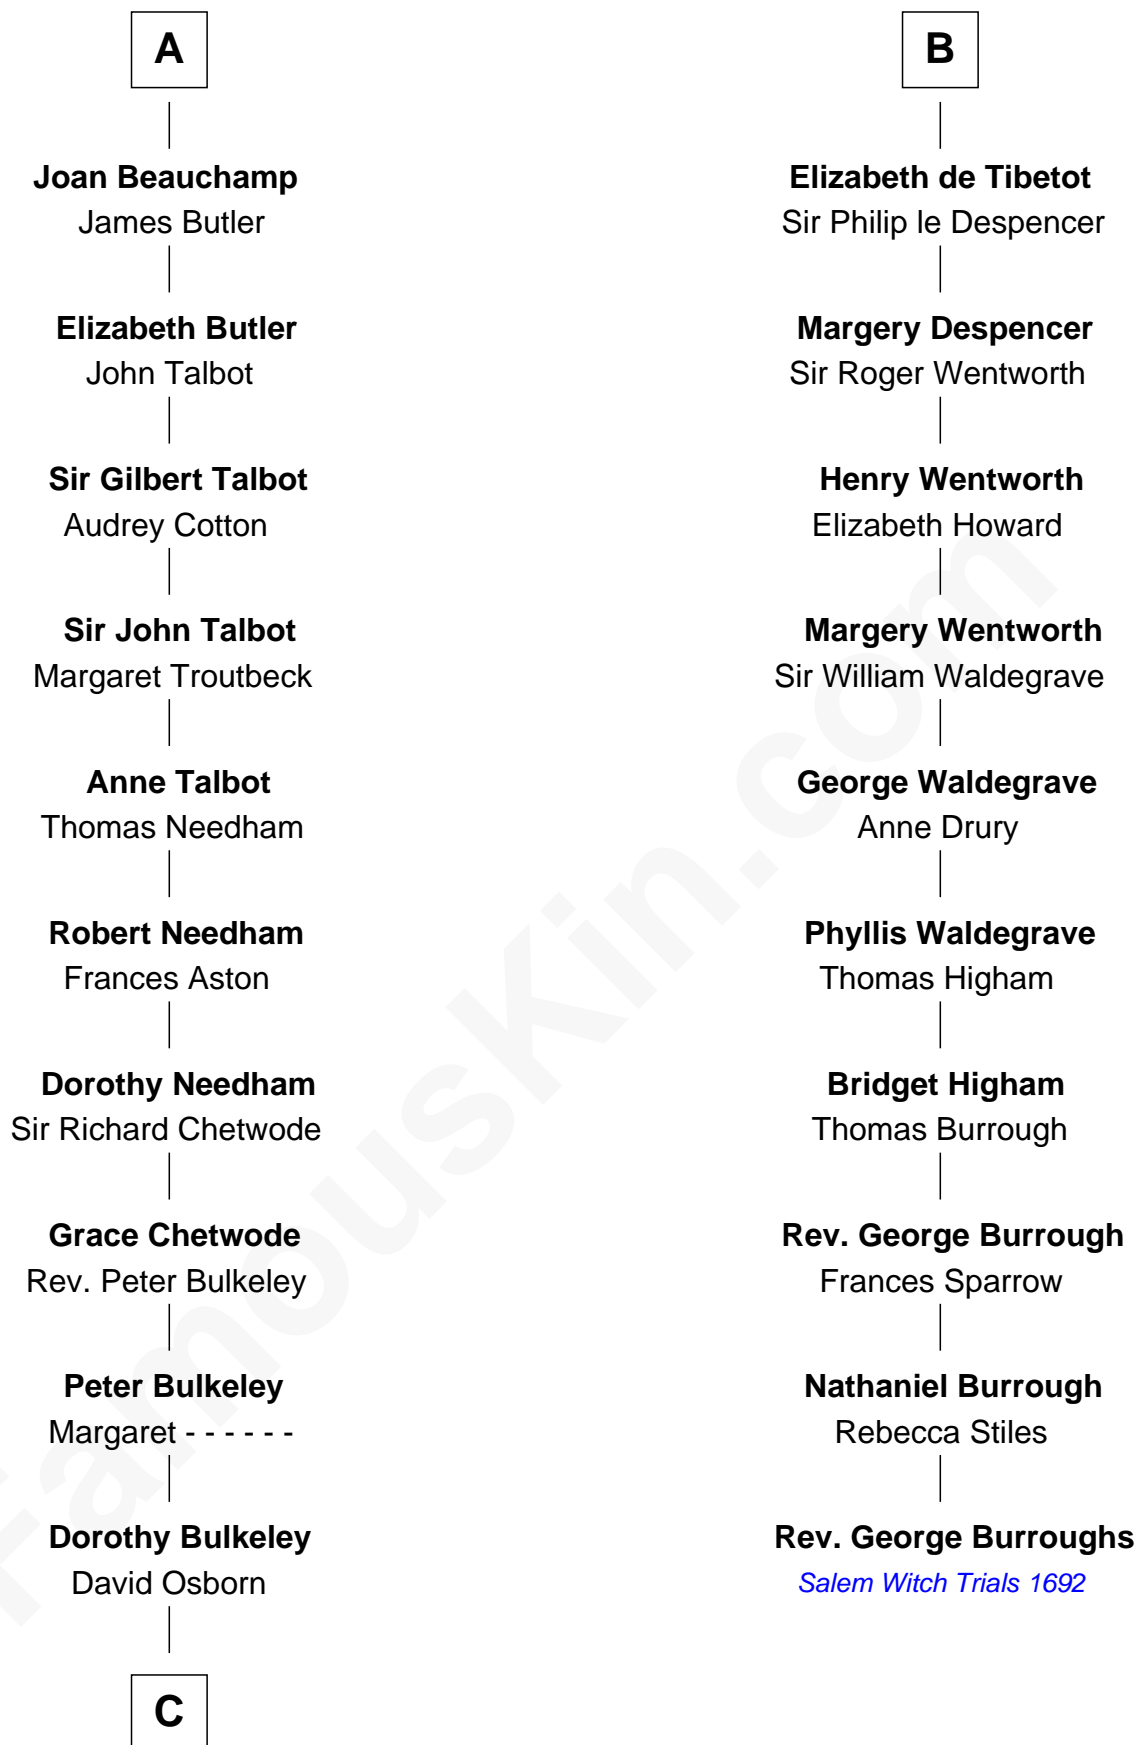 A
Joan Beauchamp
James Butler
Elizabeth Butler
John Talbot
Sir Gilbert Talbot
Audrey Cotton
Sir John Talbot
Margaret Troutbeck
Anne Talbot
Thomas Needham
Robert Needham
Frances Aston
Dorothy Needham
Sir Richard Chetwode
Grace Chetwode
Rev. Peter Bulkeley
Peter Bulkeley
Margaret - - - - - -
Dorothy Bulkeley
David Osborn
C
B
Elizabeth de Tibetot
Sir Philip le Despencer
Margery Despencer
Sir Roger Wentworth
Henry Wentworth
Elizabeth Howard
Margery Wentworth
Sir William Waldegrave
George Waldegrave
Anne Drury
Phyllis Waldegrave
Thomas Higham
Bridget Higham
Thomas Burrough
Rev. George Burrough
Frances Sparrow
Nathaniel Burrough
Rebecca Stiles
Rev. George Burroughs
Salem Witch Trials 1692
FamousKin.com